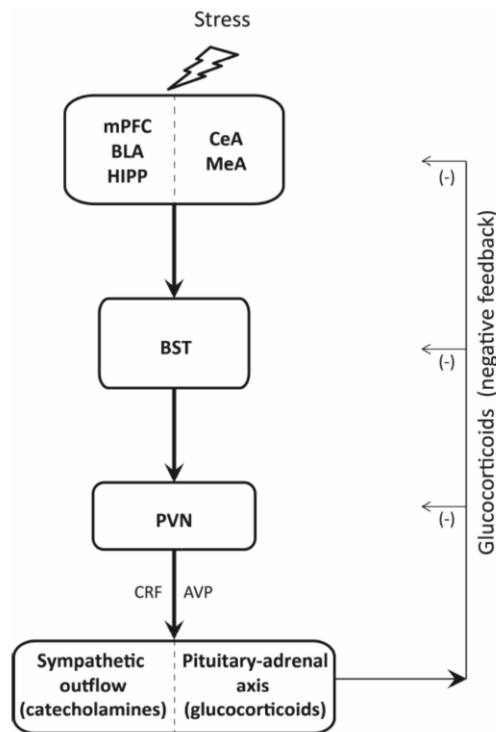 Stress
mPFC
BLA
HIPP
CeA
MeA
(-)
BST
(-)
PVN
(-)
CRF
AVP
Sympathetic
outflow
(catecholamines)
Pituitary-adrenal
axis
(glucocorticoids)
Glucocorticoids (negative feedback)